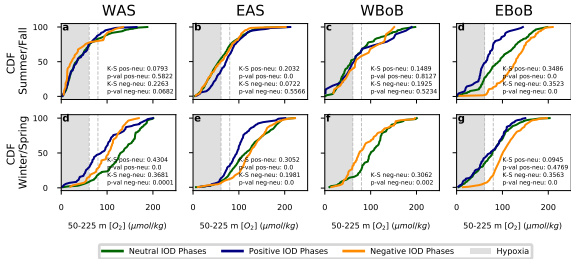 WAS EAS WBoB EBoB
CDF
Summer/Fall
100
50
0
a
K-S pos-neu: 0.0793
p-val pos-neu: 0.5822
K-S neg-neu: 0.2263
p-val neg-neu: 0.0682
b
K-S pos-neu: 0.2032
p-val pos-neu: 0.0
K-S neg-neu: 0.0722
p-val neg-neu: 0.5566
c
K-S pos-neu: 0.1489
p-val pos-neu: 0.8127
K-S neg-neu: 0.1925
p-val neg-neu: 0.5234
d
K-S pos-neu: 0.3486
p-val pos-neu: 0.0
K-S neg-neu: 0.3523
p-val neg-neu: 0.0
CDF
Winter/Spring
100
50
0
d
K-S pos-neu: 0.4304
p-val pos-neu: 0.0
K-S neg-neu: 0.3681
p-val neg-neu: 0.0001
e
K-S pos-neu: 0.3052
p-val pos-neu: 0.0
K-S neg-neu: 0.1981
p-val neg-neu: 0.0
f
K-S neg-neu: 0.3062
p-val neg-neu: 0.002
g
K-S pos-neu: 0.0945
p-val pos-neu: 0.4769
K-S neg-neu: 0.3563
p-val neg-neu: 0.0
0 100 200 0 100 200 0 100 200 0 100 200
50-225 m [O₂] (μmol/kg) 50-225 m [O₂] (μmol/kg) 50-225 m [O₂] (μmol/kg) 50-225 m [O₂] (μmol/kg)
Neutral IOD Phases Positive IOD Phases Negative IOD Phases Hypoxia